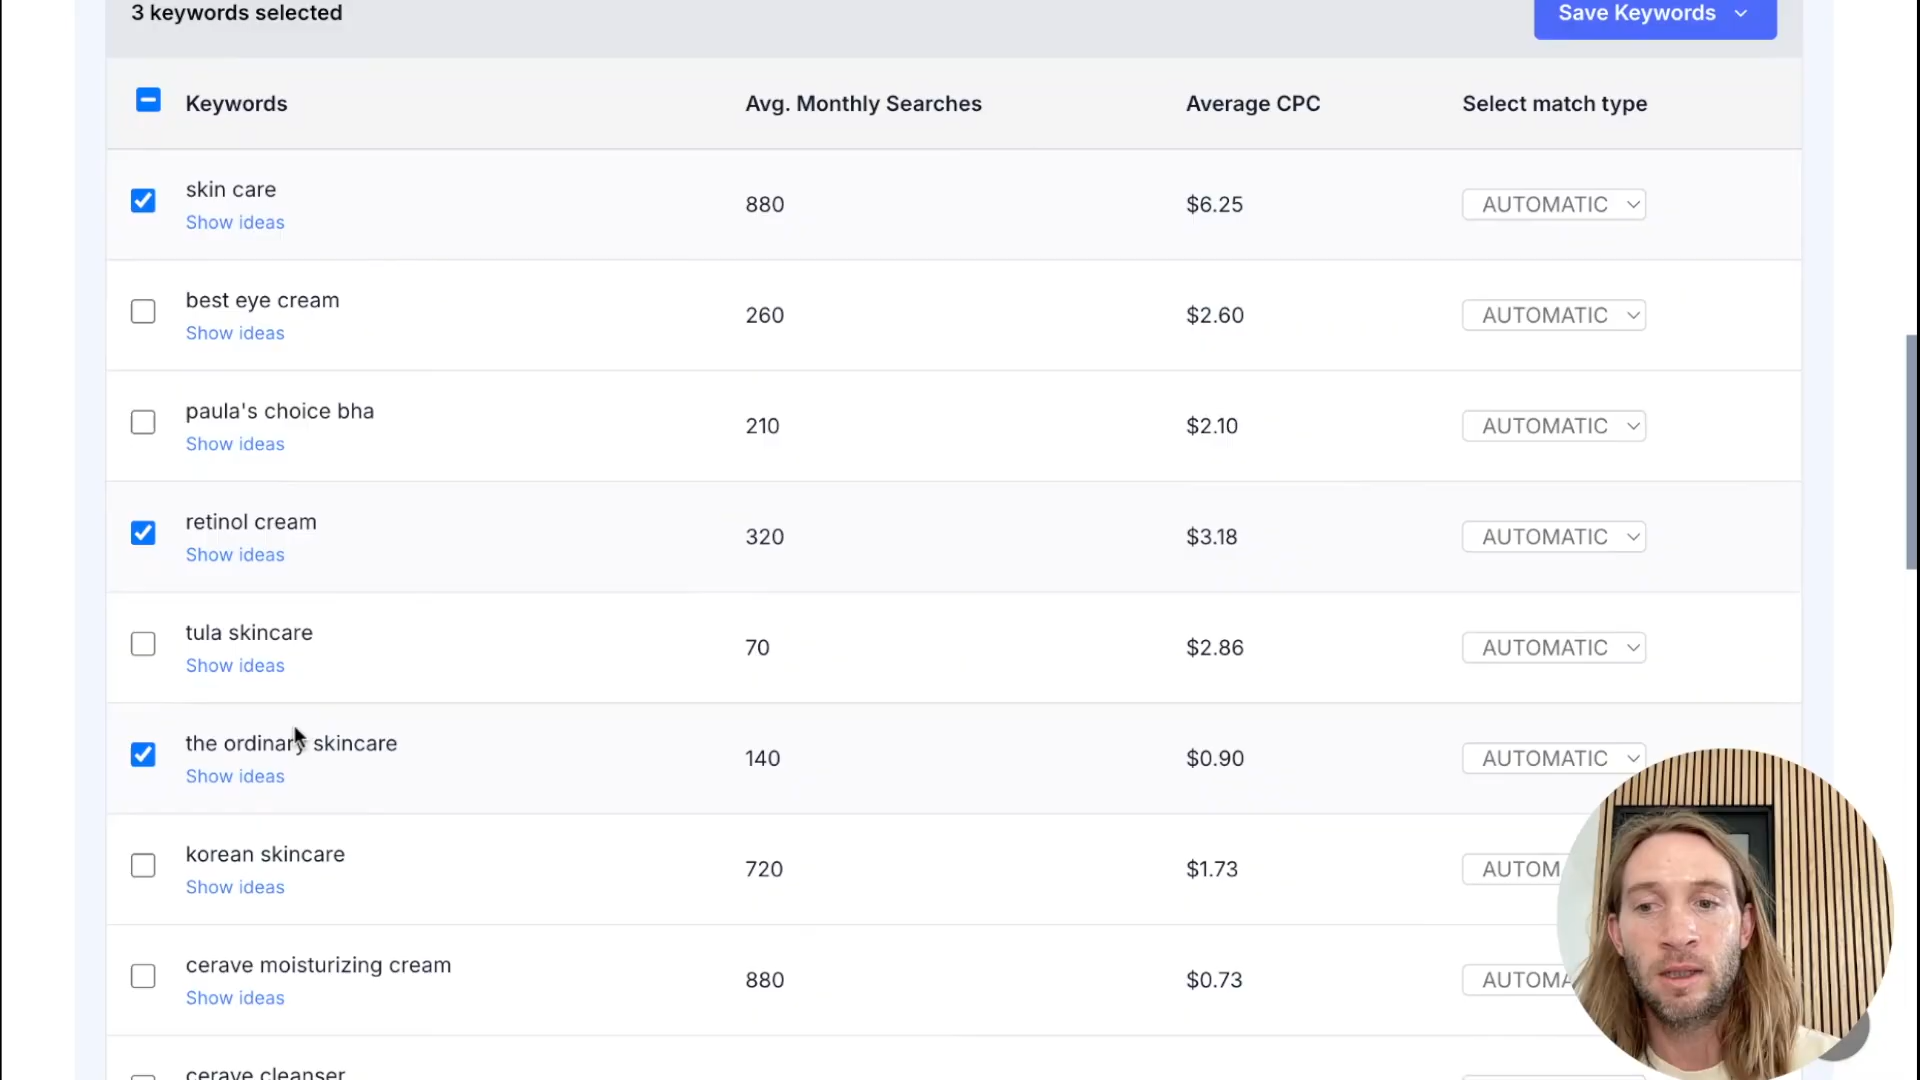 3 keywords selected
Save Keywords
Keywords Avg. Monthly Searches Average CPC Select match type
skin care
Show ideas
880 $6.25 AUTOMATIC
best eye cream
Show ideas
260 $2.60 AUTOMATIC
paula's choice bha
Show ideas
210 $2.10 AUTOMATIC
retinol cream
Show ideas
320 $3.18 AUTOMATIC
tula skincare
Show ideas
70 $2.86 AUTOMATIC
the ordinary skincare
Show ideas
140 $0.90 AUTOMATIC
korean skincare
Show ideas
720 $1.73 AUTOM
cerave moisturizing cream
Show ideas
880 $0.73 AUTOMA
cerave cleanser